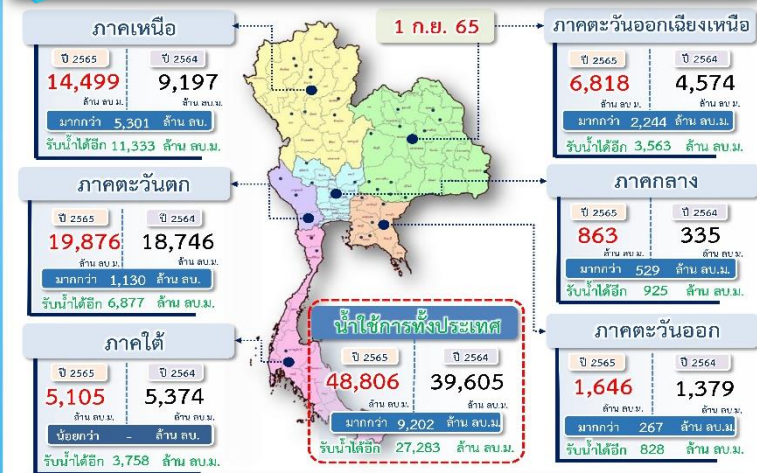 ภาคเหนือ
ปี 2565 ปี 2564
14,499 9,197
ล้าน ลบ.ม. ล้าน ลบ.ม.
มากกว่า 5,301 ล้าน ลบ.
รับน้ำได้อีก 11,333 ล้าน ลบ.ม.
1 ก.ย. 65
ภาคตะวันออกเฉียงเหนือ
ปี 2565 ปี 2564
6,818 4,574
ล้าน ลบ.ม. ล้าน ลบ.ม.
มากกว่า 2,244 ล้าน ลบ.ม.
รับน้ำได้อีก 3,563 ล้าน ลบ.ม.
ภาคตะวันตก
ปี 2565 ปี 2564
19,876 18,746
ล้าน ลบ.ม. ล้าน ลบ.ม.
มากกว่า 1,130 ล้าน ลบ.
รับน้ำได้อีก 6,877 ล้าน ลบ.ม.
ภาคกลาง
ปี 2565 ปี 2564
863 335
ล้าน ลบ.ม. ล้าน ลบ.ม.
มากกว่า 529 ล้าน ลบ.ม.
รับน้ำได้อีก 925 ล้าน ลบ.ม.
ภาคใต้
ปี 2565 ปี 2564
5,105 5,374
ล้าน ลบ.ม. ล้าน ลบ.ม.
น้อยกว่า - ล้าน ลบ.
รับน้ำได้อีก 3,758 ล้าน ลบ.ม.
น้ำใช้การทั้งประเทศ
ปี 2565 ปี 2564
48,806 39,605
ล้าน ลบ.ม. ล้าน ลบ.ม.
มากกว่า 9,202 ล้าน ลบ.ม.
รับน้ำได้อีก 27,283 ล้าน ลบ.ม.
ภาคตะวันออก
ปี 2565 ปี 2564
1,646 1,379
ล้าน ลบ.ม. ล้าน ลบ.ม.
มากกว่า 267 ล้าน ลบ.ม.
รับน้ำได้อีก 828 ล้าน ลบ.ม.